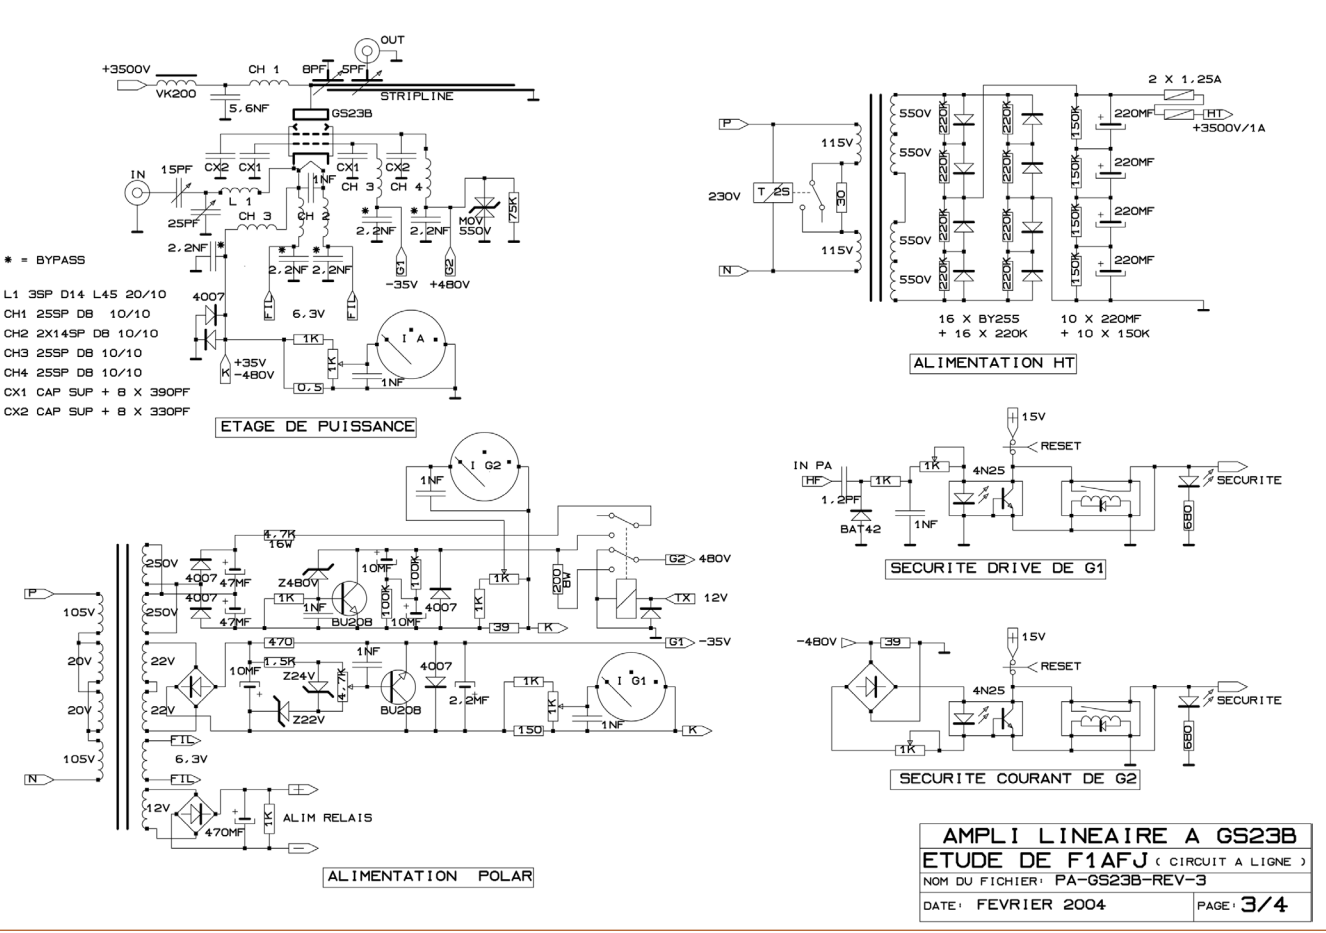 OUT
+3500V
CH 1
8PF
5PF
VK200
STRIPLINE
5,6NF
GS23B
CX2
CX1
CX1
CX2
15PF
1NF
CH 3
CH 4
IN
L 1
25PF
CH 3
CH 2
MOV
550V
75K
*
2,2NF
*
2,2NF
*
2,2NF
*
2,2NF
*
2,2NF
* = BYPASS
G1
G2
-35V
+480V
L1 3SP D14 L45 20/10
CH1 25SP D8 10/10
CH2 2X14SP D8 10/10
CH3 25SP D8 10/10
CH4 25SP D8 10/10
CX1 CAP SUP + 8 X 390PF
CX2 CAP SUP + 8 X 330PF
4007
FIL
6,3V
FIL
1K
1K
I A
K
+35V
-480V
0,5
1NF
ETAGE DE PUISSANCE
2 X 1,25A
HT
+3500V/1A
P
115V
230V
T 2S
30
115V
N
550V
550V
550V
550V
220K
220K
220K
220K
220K
220K
220K
220K
150K
150K
150K
150K
220MF
220MF
220MF
220MF
16 X BY255
+ 16 X 220K
10 X 220MF
+ 10 X 150K
ALIMENTATION HT
15V
RESET
IN PA
HF
1K
1K
4N25
1,2PF
BAT42
1NF
SECURITE
680
SECURITE DRIVE DE G1
15V
RESET
-480V
39
4N25
1K
SECURITE
680
SECURITE COURANT DE G2
I G2
1NF
4,7K
16W
250V
4007
47MF
4007
47MF
250V
Z480V
1K
1NF
BU208
10MF
100K
100K
10MF
4007
1K
1K
39
K
200
8W
G2
480V
TX
12V
P
105V
20V
20V
105V
N
22V
22V
470
10MF
1,5K
Z24V
Z22V
4,7K
1NF
BU208
4007
2,2MF
G1
-35V
1K
1K
I G1
1NF
150
K
FIL
6,3V
FIL
12V
470MF
1K
+
ALIM RELAIS
-
ALIMENTATION POLAR
AMPLI LINEAIRE A GS23B
ETUDE DE F1AFJ ( CIRCUIT A LIGNE )
NOM DU FICHIER: PA-GS23B-REV-3
DATE: FEVRIER 2004
PAGE: 3/4